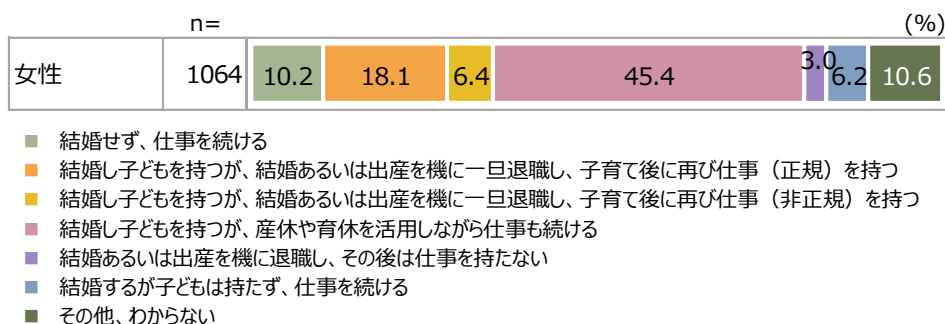 n= (%)
女性 1064 10.2 18.1 6.4 45.4 3.0 6.2 10.6
■ 結婚せず、仕事を続ける
■ 結婚し子どもを持つが、結婚あるいは出産を機に一旦退職し、子育て後に再び仕事（正規）を持つ
■ 結婚し子どもを持つが、結婚あるいは出産を機に一旦退職し、子育て後に再び仕事（非正規）を持つ
■ 結婚し子どもを持つが、産休や育休を活用しながら仕事も続ける
■ 結婚あるいは出産を機に退職し、その後は仕事を持たない
■ 結婚するが子どもは持たず、仕事を続ける
■ その他、わからない